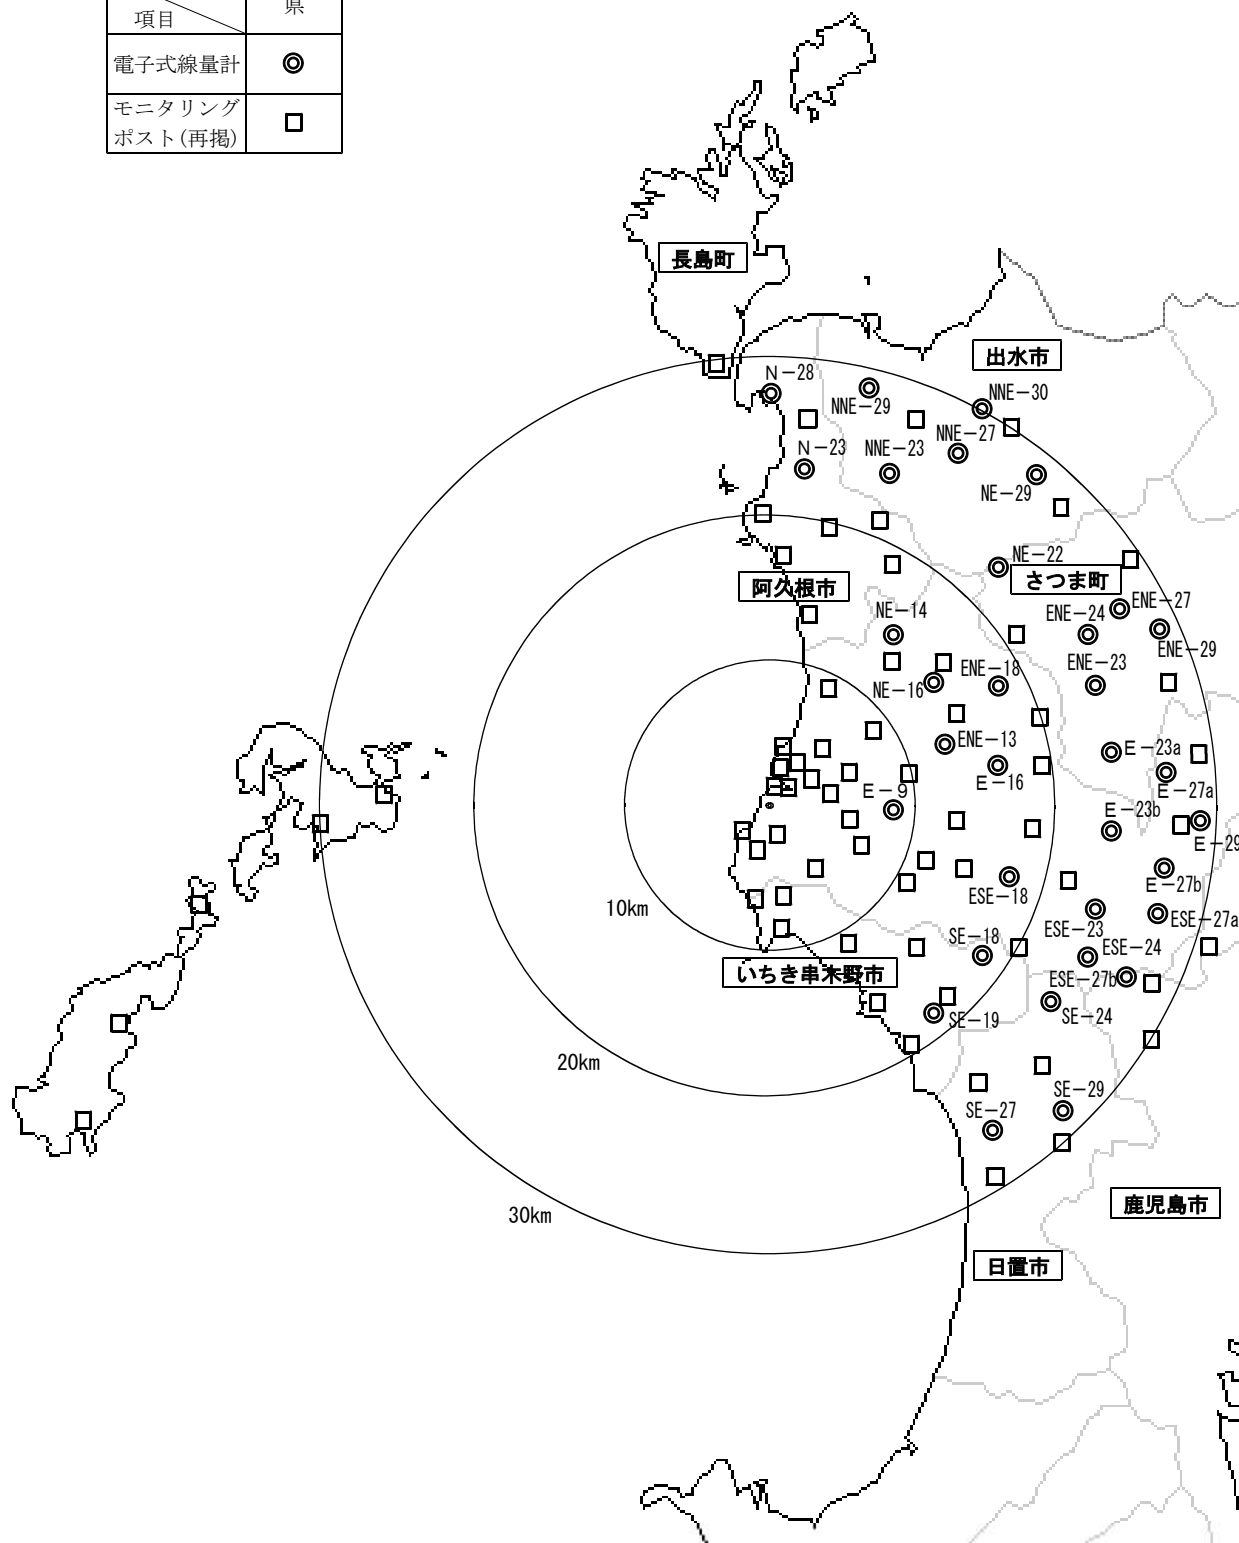 県
項目
電子式線量計
モニタリング
ポスト(再掲)
長島町
出水市
N-28
NNE-29
NNE-30
N-23
NNE-23
NNE-27
NE-29
NE-22
さつま町
阿久根市
NE-14
ENE-24
ENE-27
ENE-29
NE-16
ENE-18
ENE-23
ENE-13
E-23a
E-16
E-27a
E-9
E-23b
E-29
E-27b
ESE-18
10km
ESE-23
ESE-27a
SE-18
ESE-24
いちき串木野市
ESE-27b
SE-24
SE-19
20km
SE-29
SE-27
鹿児島市
30km
日置市